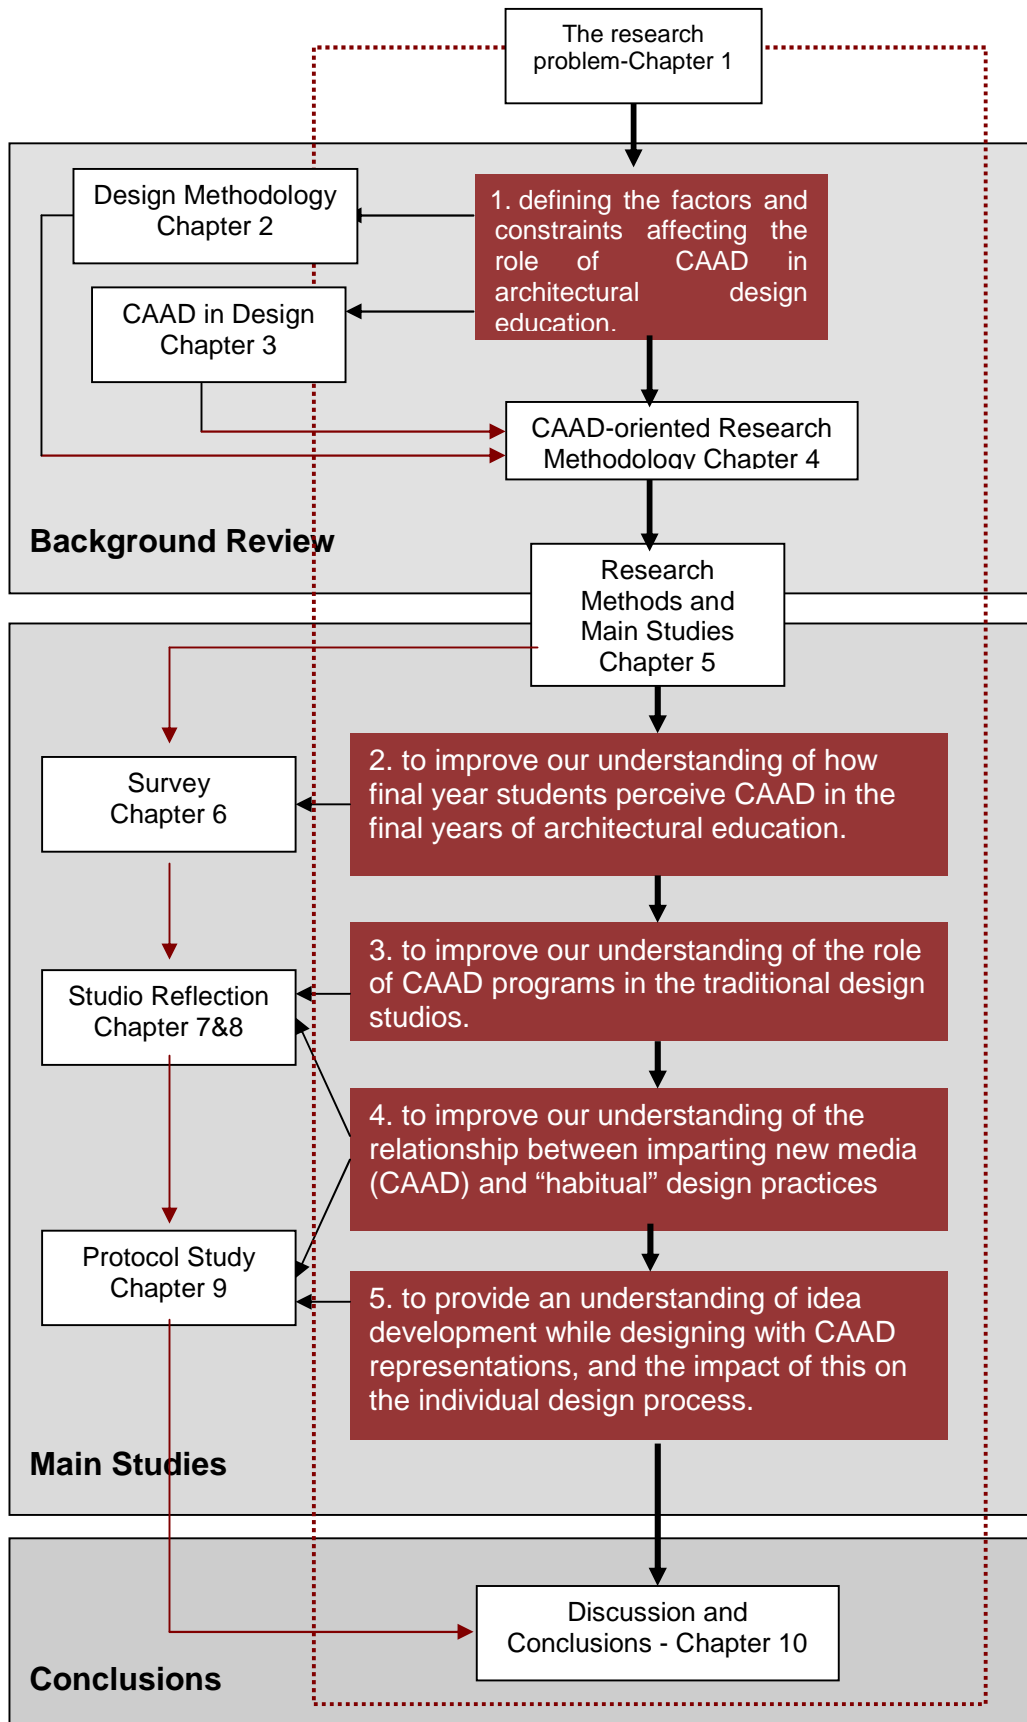 The research
problem-Chapter 1
Design Methodology
Chapter 2
1. defining the factors and
constraints affecting the
role of CAAD in
architectural design
education.
CAAD in Design
Chapter 3
CAAD-oriented Research
Methodology Chapter 4
Background Review
Research
Methods and
Main Studies
Chapter 5
2. to improve our understanding of how
final year students perceive CAAD in the
final years of architectural education.
Survey
Chapter 6
3. to improve our understanding of the role
of CAAD programs in the traditional design
studios.
Studio Reflection
Chapter 7&8
4. to improve our understanding of the
relationship between imparting new media
(CAAD) and “habitual” design practices
Protocol Study
Chapter 9
5. to provide an understanding of idea
development while designing with CAAD
representations, and the impact of this on
the individual design process.
Main Studies
Discussion and
Conclusions - Chapter 10
Conclusions